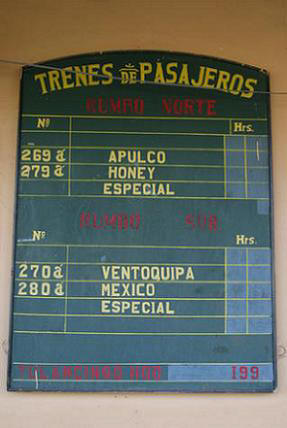 TRENES DE PASAJEROS
RUMBO NORTE
Nº Hrs.
269 a APULCO
279 a HONEY
ESPECIAL
RUMBO SUR
Nº Hrs.
270 a VENTOQUIPA
280 a MEXICO
ESPECIAL
TULANCINGO HGO 199